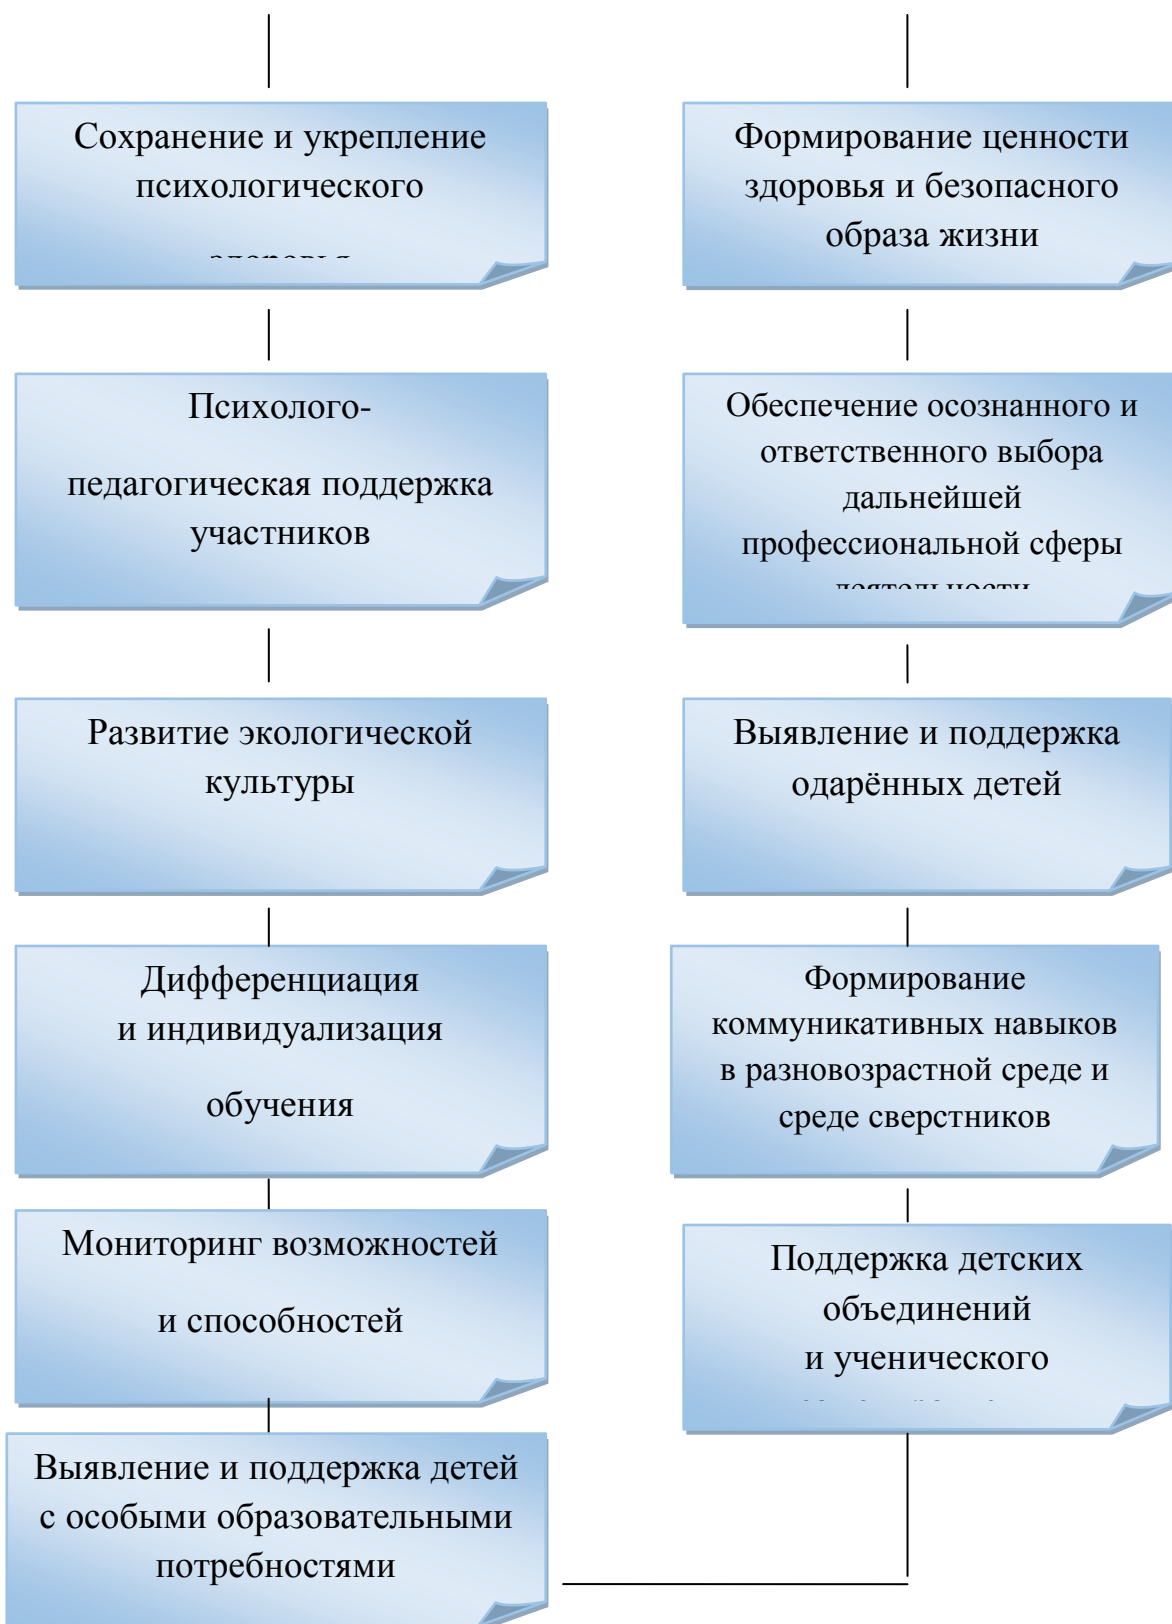 Сохранение и укрепление
психологического
Психолого-
педагогическая поддержка
участников
Развитие экологической
культуры
Дифференциация
и индивидуализация
обучения
Мониторинг возможностей
и способностей
Выявление и поддержка детей
с особыми образовательными
потребностями
Формирование ценности
здоровья и безопасного
образа жизни
Обеспечение осознанного и
ответственного выбора
дальнейшей
профессиональной сферы
деятельности
Выявление и поддержка
одарённых детей
Формирование
коммуникативных навыков
в разновозрастной среде и
среде сверстников
Поддержка детских
объединений
и ученического